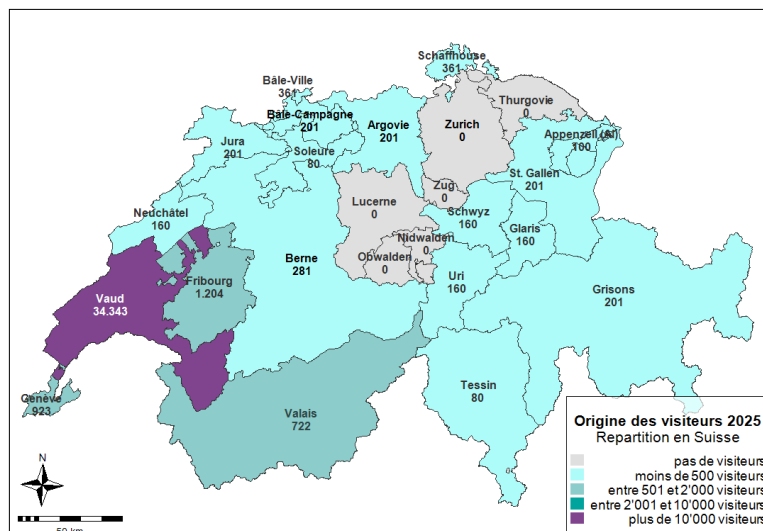 Schaffhouse
361
Bâle-Ville
361
Thurgovie
0
Bâle-Campagne
201
Argovie
201
Zurich
0
Appenzell (AI)
100
Jura
201
Soleure
80
St. Gallen
201
Zug
0
Lucerne
0
Neuchâtel
160
Schwyz
160
Nidwalden
0
Glaris
160
Obwalden
0
Berne
281
Fribourg
1.204
Uri
160
Grisons
201
Vaud
34.343
Genève
923
Valais
722
Tessin
80
0
N
50 km
Origine des visiteurs 2025
Repartition en Suisse
pas de visiteurs
moins de 500 visiteurs
entre 501 et 2'000 visiteurs
entre 2'001 et 10'000 visiteurs
plus de 10'000 visiteurs